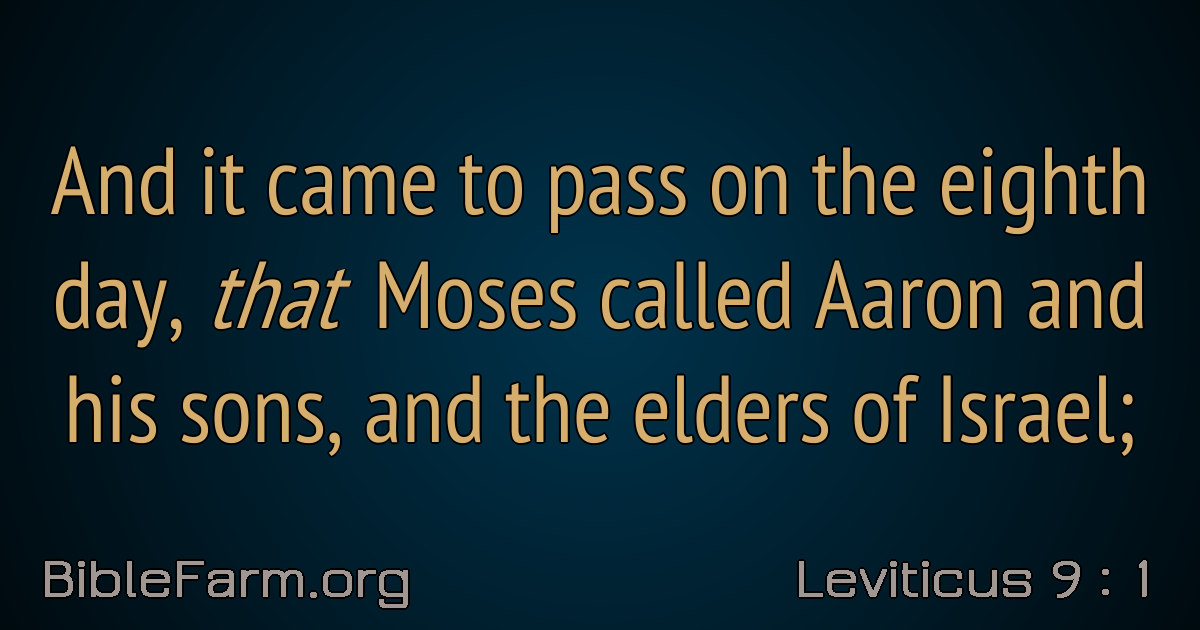 And it came to pass on the eighth
day, that Moses called Aaron and
his sons, and the elders of Israel;
BibleFarm.org
Leviticus 9 : 1